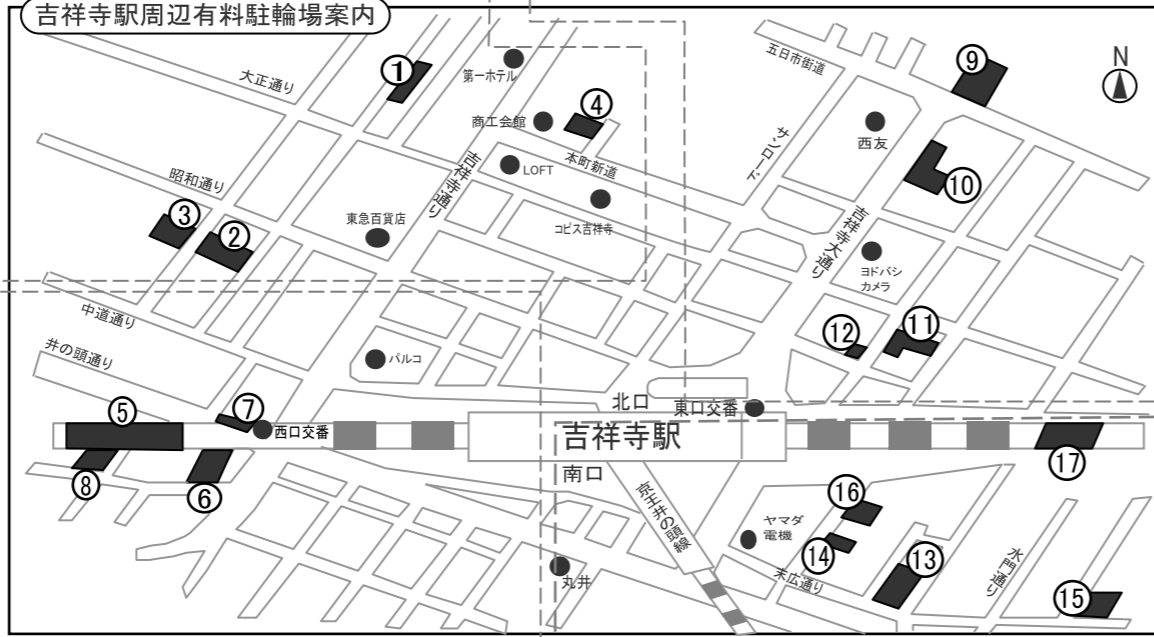 吉祥寺駅周辺有料駐輪場案内
N
五日市街道
⑨
大正通り
①
第一ホテル
④
商工会館
本町新道
サンロード
西友
⑩
吉祥寺通り
LOFT
コピス吉祥寺
昭和通り
③
②
東急百貨店
吉祥寺大通り
ヨドバシ
カメラ
中道通り
井の頭通り
パルコ
⑫
⑪
⑤
⑦
西口交番
北口
東口交番
吉祥寺駅
南口
⑧
⑥
⑰
京王井の頭線
ヤマダ
電機
⑯
⑭
⑬
末広通り
水門通り
丸井
⑮